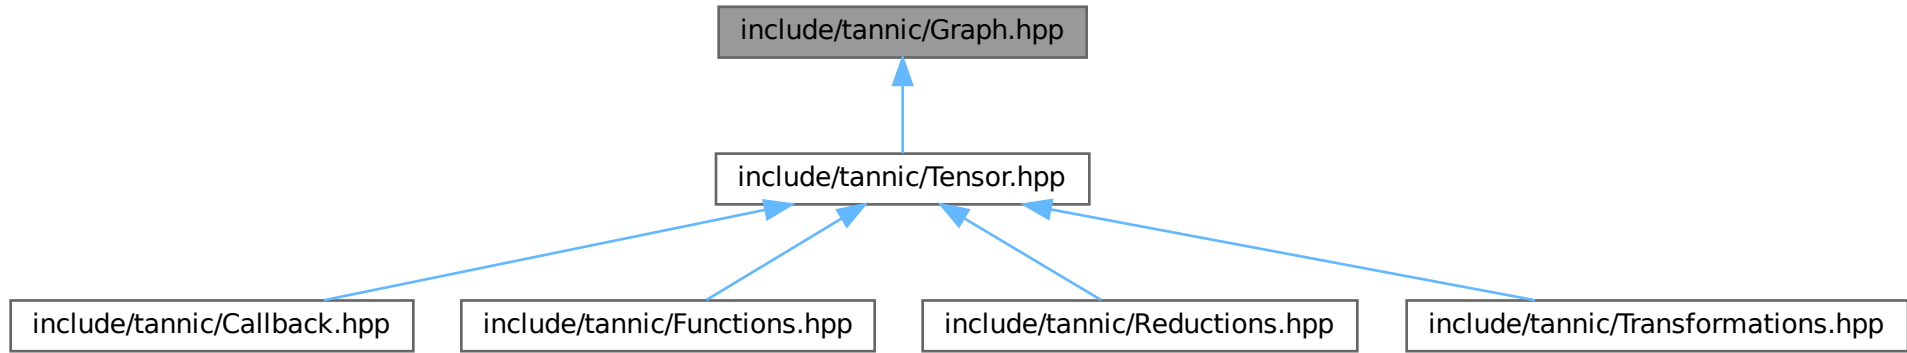 include/tannic/Graph.hpp
include/tannic/Tensor.hpp
include/tannic/Callback.hpp
include/tannic/Functions.hpp
include/tannic/Reductions.hpp
include/tannic/Transformations.hpp